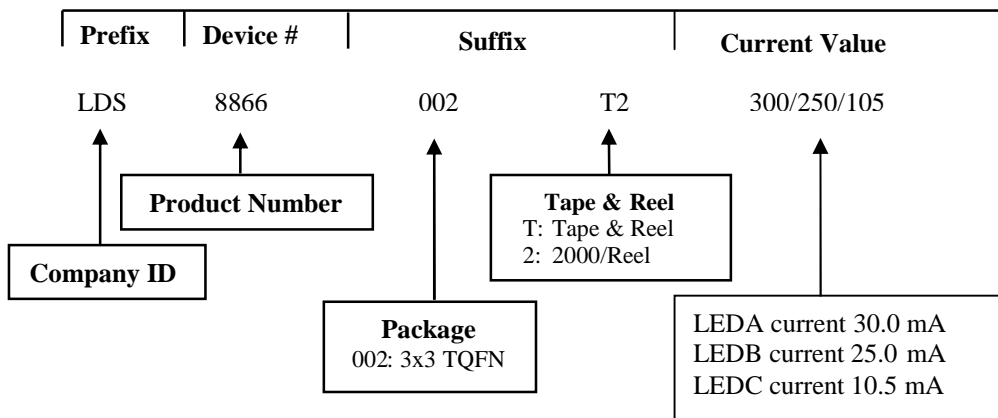 Prefix Device # Suffix Current Value
LDS 8866 002 T2 300/250/105
Product Number
Tape & Reel
T: Tape & Reel
2: 2000/Reel
Company ID
Package
002: 3x3 TQFN
LEDA current 30.0 mA
LEDB current 25.0 mA
LEDC current 10.5 mA